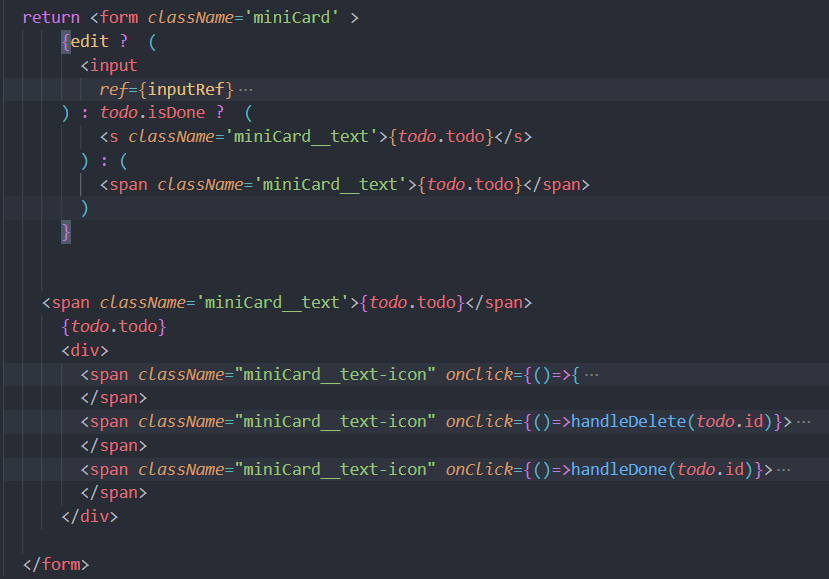 return <form className='miniCard' >
{edit ? (
<input
ref={inputRef} ···
) : todo.isDone ? (
<s className='miniCard__text'>{todo.todo}</s>
) : (
<span className='miniCard__text'>{todo.todo}</span>
)
}
<span className='miniCard__text'>{todo.todo}</span>
{todo.todo}
<div>
<span className="miniCard__text-icon" onClick={()=>{ ···
</span>
<span className="miniCard__text-icon" onClick={()=>handleDelete(todo.id)}> ···
</span>
<span className="miniCard__text-icon" onClick={()=>handleDone(todo.id)}> ···
</span>
</div>
</form>